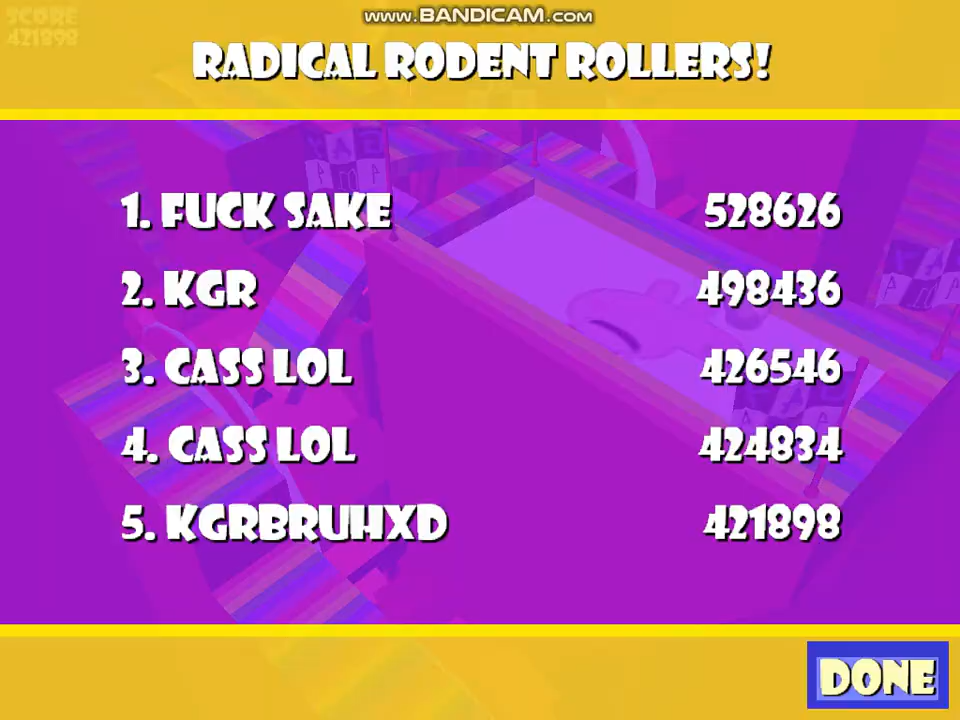 SCORE
421898
www.BANDICAM.com
RADICAL RODENT ROLLERS!
1. FUCK SAKE 528626
2. KGR 498436
3. CASS LOL 426546
4. CASS LOL 424834
5. KGRBRUHXD 421898
DONE